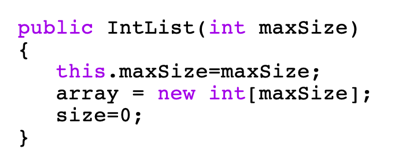 public IntList(int maxSize)
{
   this.maxSize=maxSize;
   array = new int[maxSize];
   size=0;
}